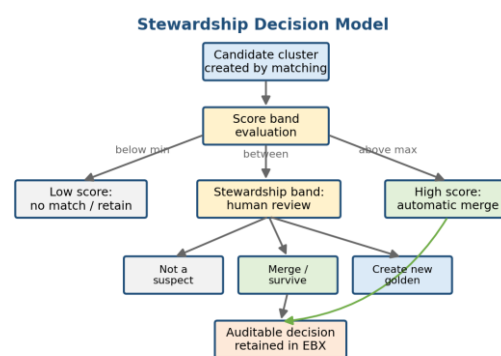 Stewardship Decision Model
Candidate cluster
created by matching
Score band
evaluation
below min
between
above max
Low score:
no match / retain
Stewardship band:
human review
High score:
automatic merge
Not a
suspect
Merge /
survive
Create new
golden
Auditable decision
retained in EBX